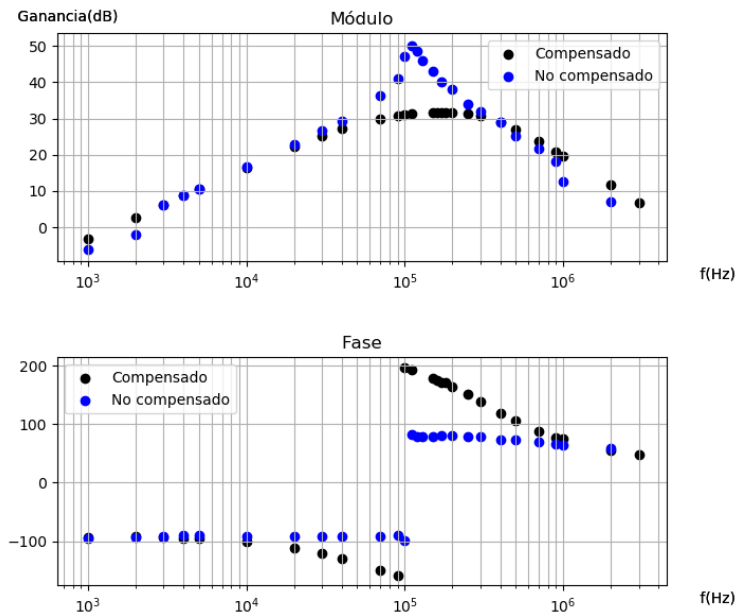 Ganancia(dB)
Módulo
50
40
30
20
10
0
Compensado
No compensado
10³
10⁴
10⁵
10⁶
f(Hz)
Fase
200
100
0
−100
Compensado
No compensado
10³
10⁴
10⁵
10⁶
f(Hz)